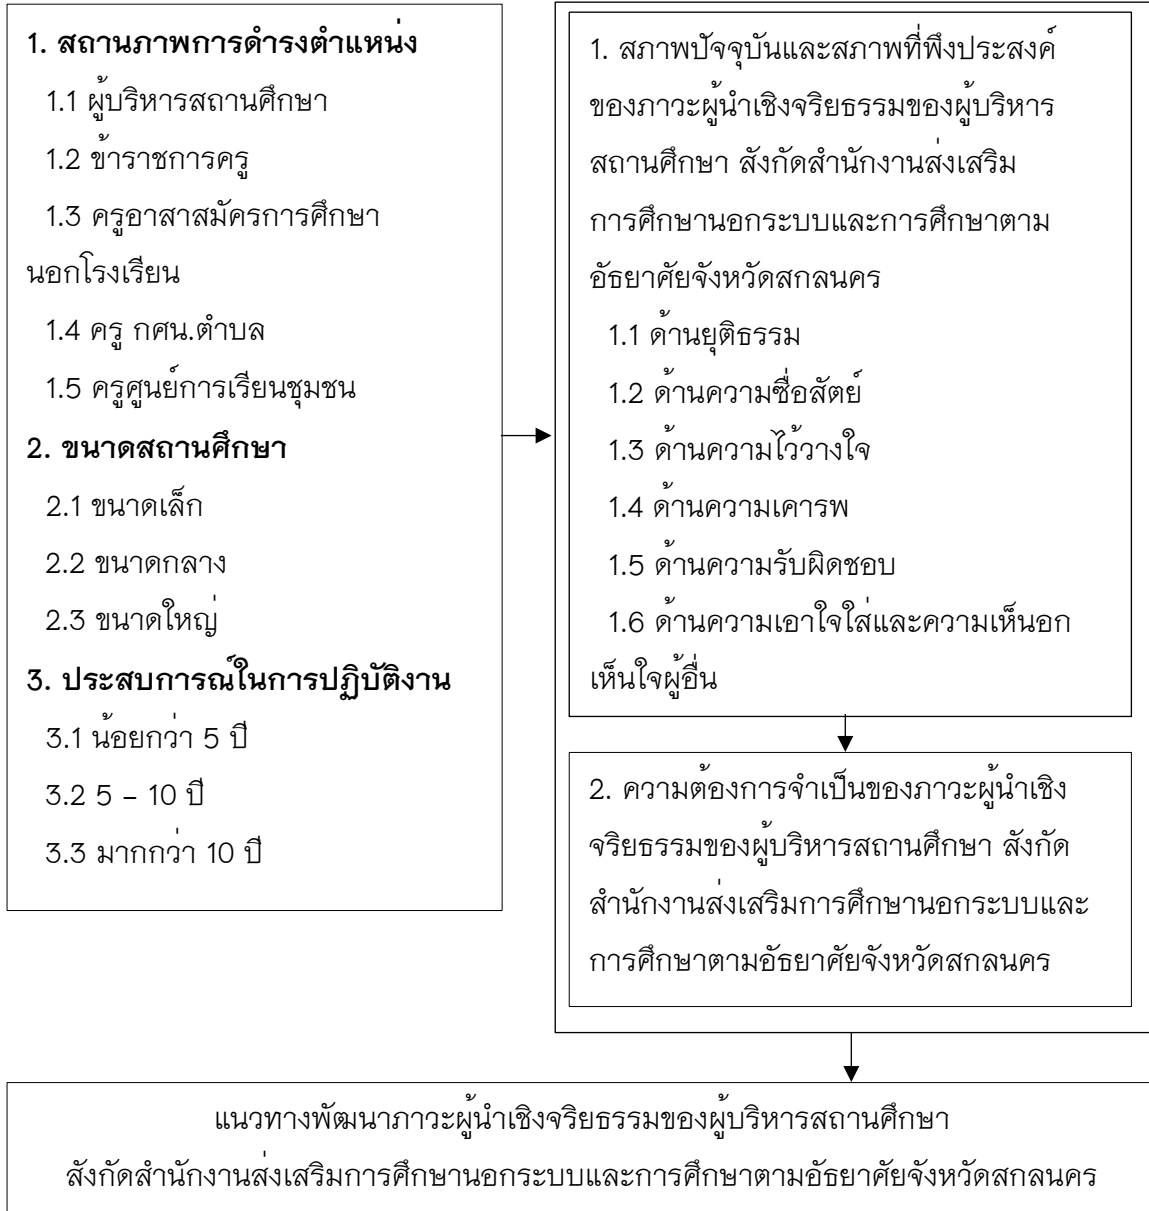 1. สถานภาพการดำรงตำแหน่ง
1.1 ผู้บริหารสถานศึกษา
1.2 ข้าราชการครู
1.3 ครูอาสาสมัครการศึกษา
นอกโรงเรียน
1.4 ครู กศน.ตำบล
1.5 ครูศูนย์การเรียนชุมชน
2. ขนาดสถานศึกษา
2.1 ขนาดเล็ก
2.2 ขนาดกลาง
2.3 ขนาดใหญ่
3. ประสบการณ์ในการปฏิบัติงาน
3.1 น้อยกว่า 5 ปี
3.2 5 – 10 ปี
3.3 มากกว่า 10 ปี
1. สภาพปัจจุบันและสภาพที่พึงประสงค์
ของภาวะผู้นำเชิงจริยธรรมของผู้บริหาร
สถานศึกษา สังกัดสำนักงานส่งเสริม
การศึกษานอกระบบและการศึกษาตาม
อัธยาศัยจังหวัดสกลนคร
1.1 ด้านยุติธรรม
1.2 ด้านความซื่อสัตย์
1.3 ด้านความไว้วางใจ
1.4 ด้านความเคารพ
1.5 ด้านความรับผิดชอบ
1.6 ด้านความเอาใจใส่และความเห็นอก
เห็นใจผู้อื่น
2. ความต้องการจำเป็นของภาวะผู้นำเชิง
จริยธรรมของผู้บริหารสถานศึกษา สังกัด
สำนักงานส่งเสริมการศึกษานอกระบบและ
การศึกษาตามอัธยาศัยจังหวัดสกลนคร
แนวทางพัฒนาภาวะผู้นำเชิงจริยธรรมของผู้บริหารสถานศึกษา
สังกัดสำนักงานส่งเสริมการศึกษานอกระบบและการศึกษาตามอัธยาศัยจังหวัดสกลนคร